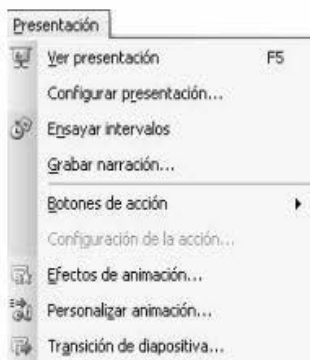 Presentación
Ver presentación F5
Configurar presentación...
Ensayar intervalos
Grabar narración...
Botones de acción
Configuración de la acción...
Efectos de animación...
Personalizar animación...
Transición de diapositiva...